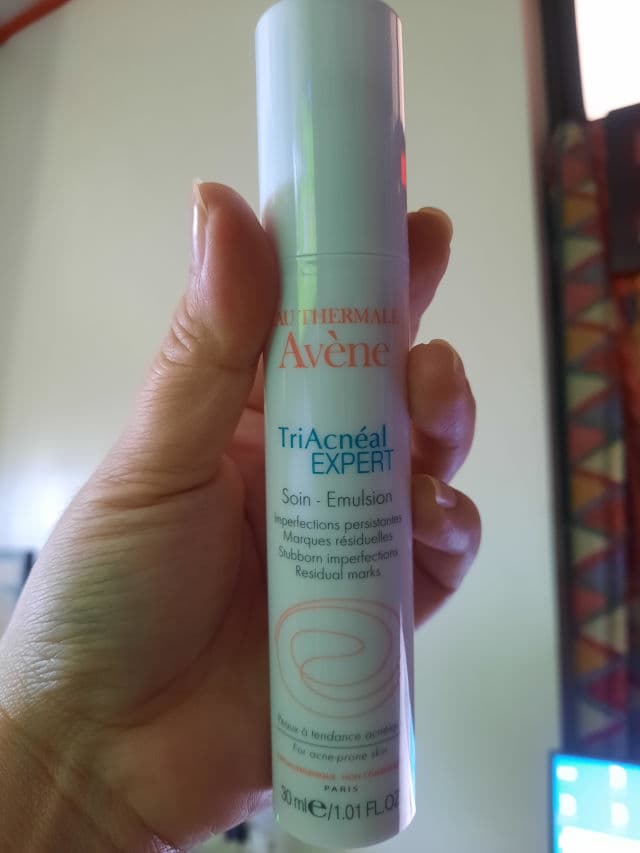 EAU THERMALE
Avène
TriAcnéal
EXPERT
Soin - Emulsion
Imperfections persistantes
Marques résiduelles
Stubborn imperfections
Residual marks
Peaux à tendance acnéique
For acne-prone skin
PARIS
30 ml e/1.01 FL.OZ